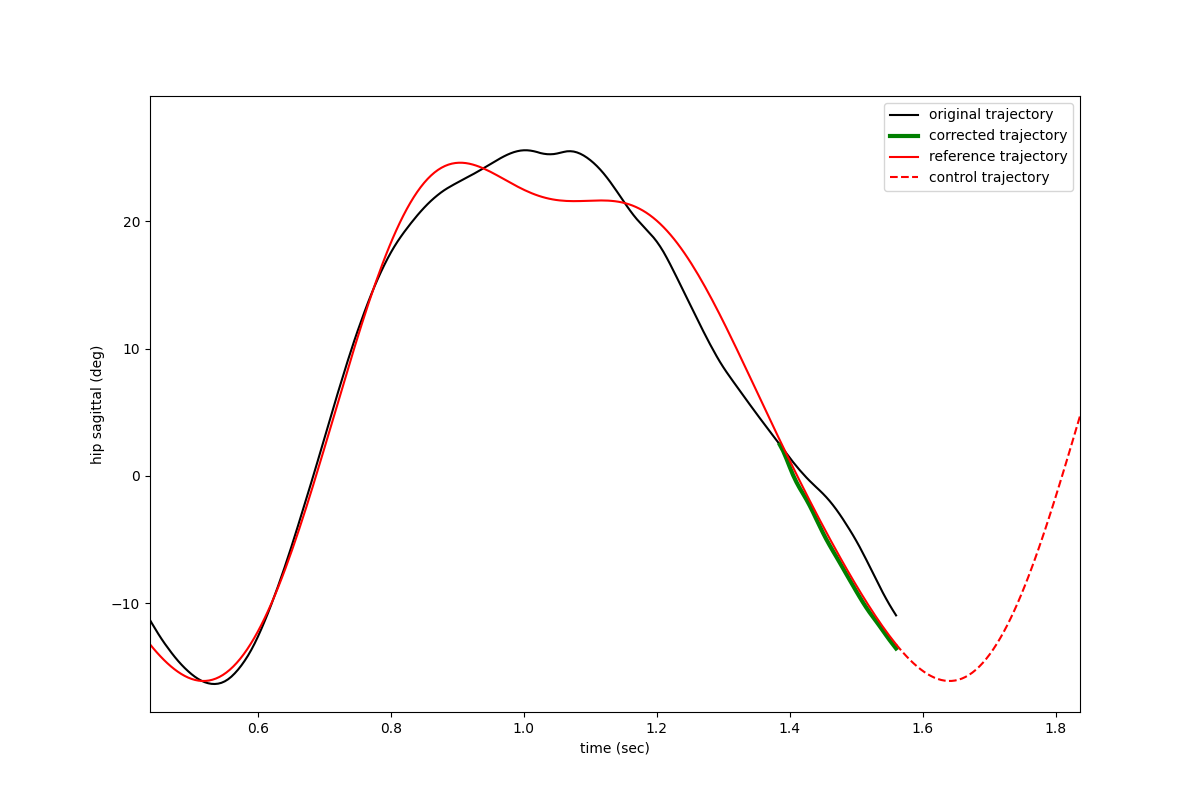 original trajectory
corrected trajectory
reference trajectory
control trajectory
20
10
0
−10
hip sagittal (deg)
0.6 0.8 1.0 1.2 1.4 1.6 1.8
time (sec)